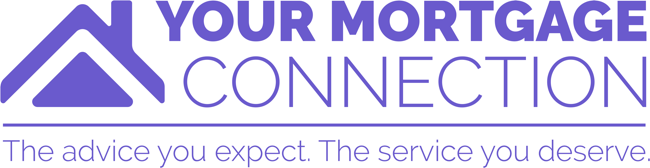 YOUR MORTGAGE
CONNECTION
The advice you expect. The service you deserve.